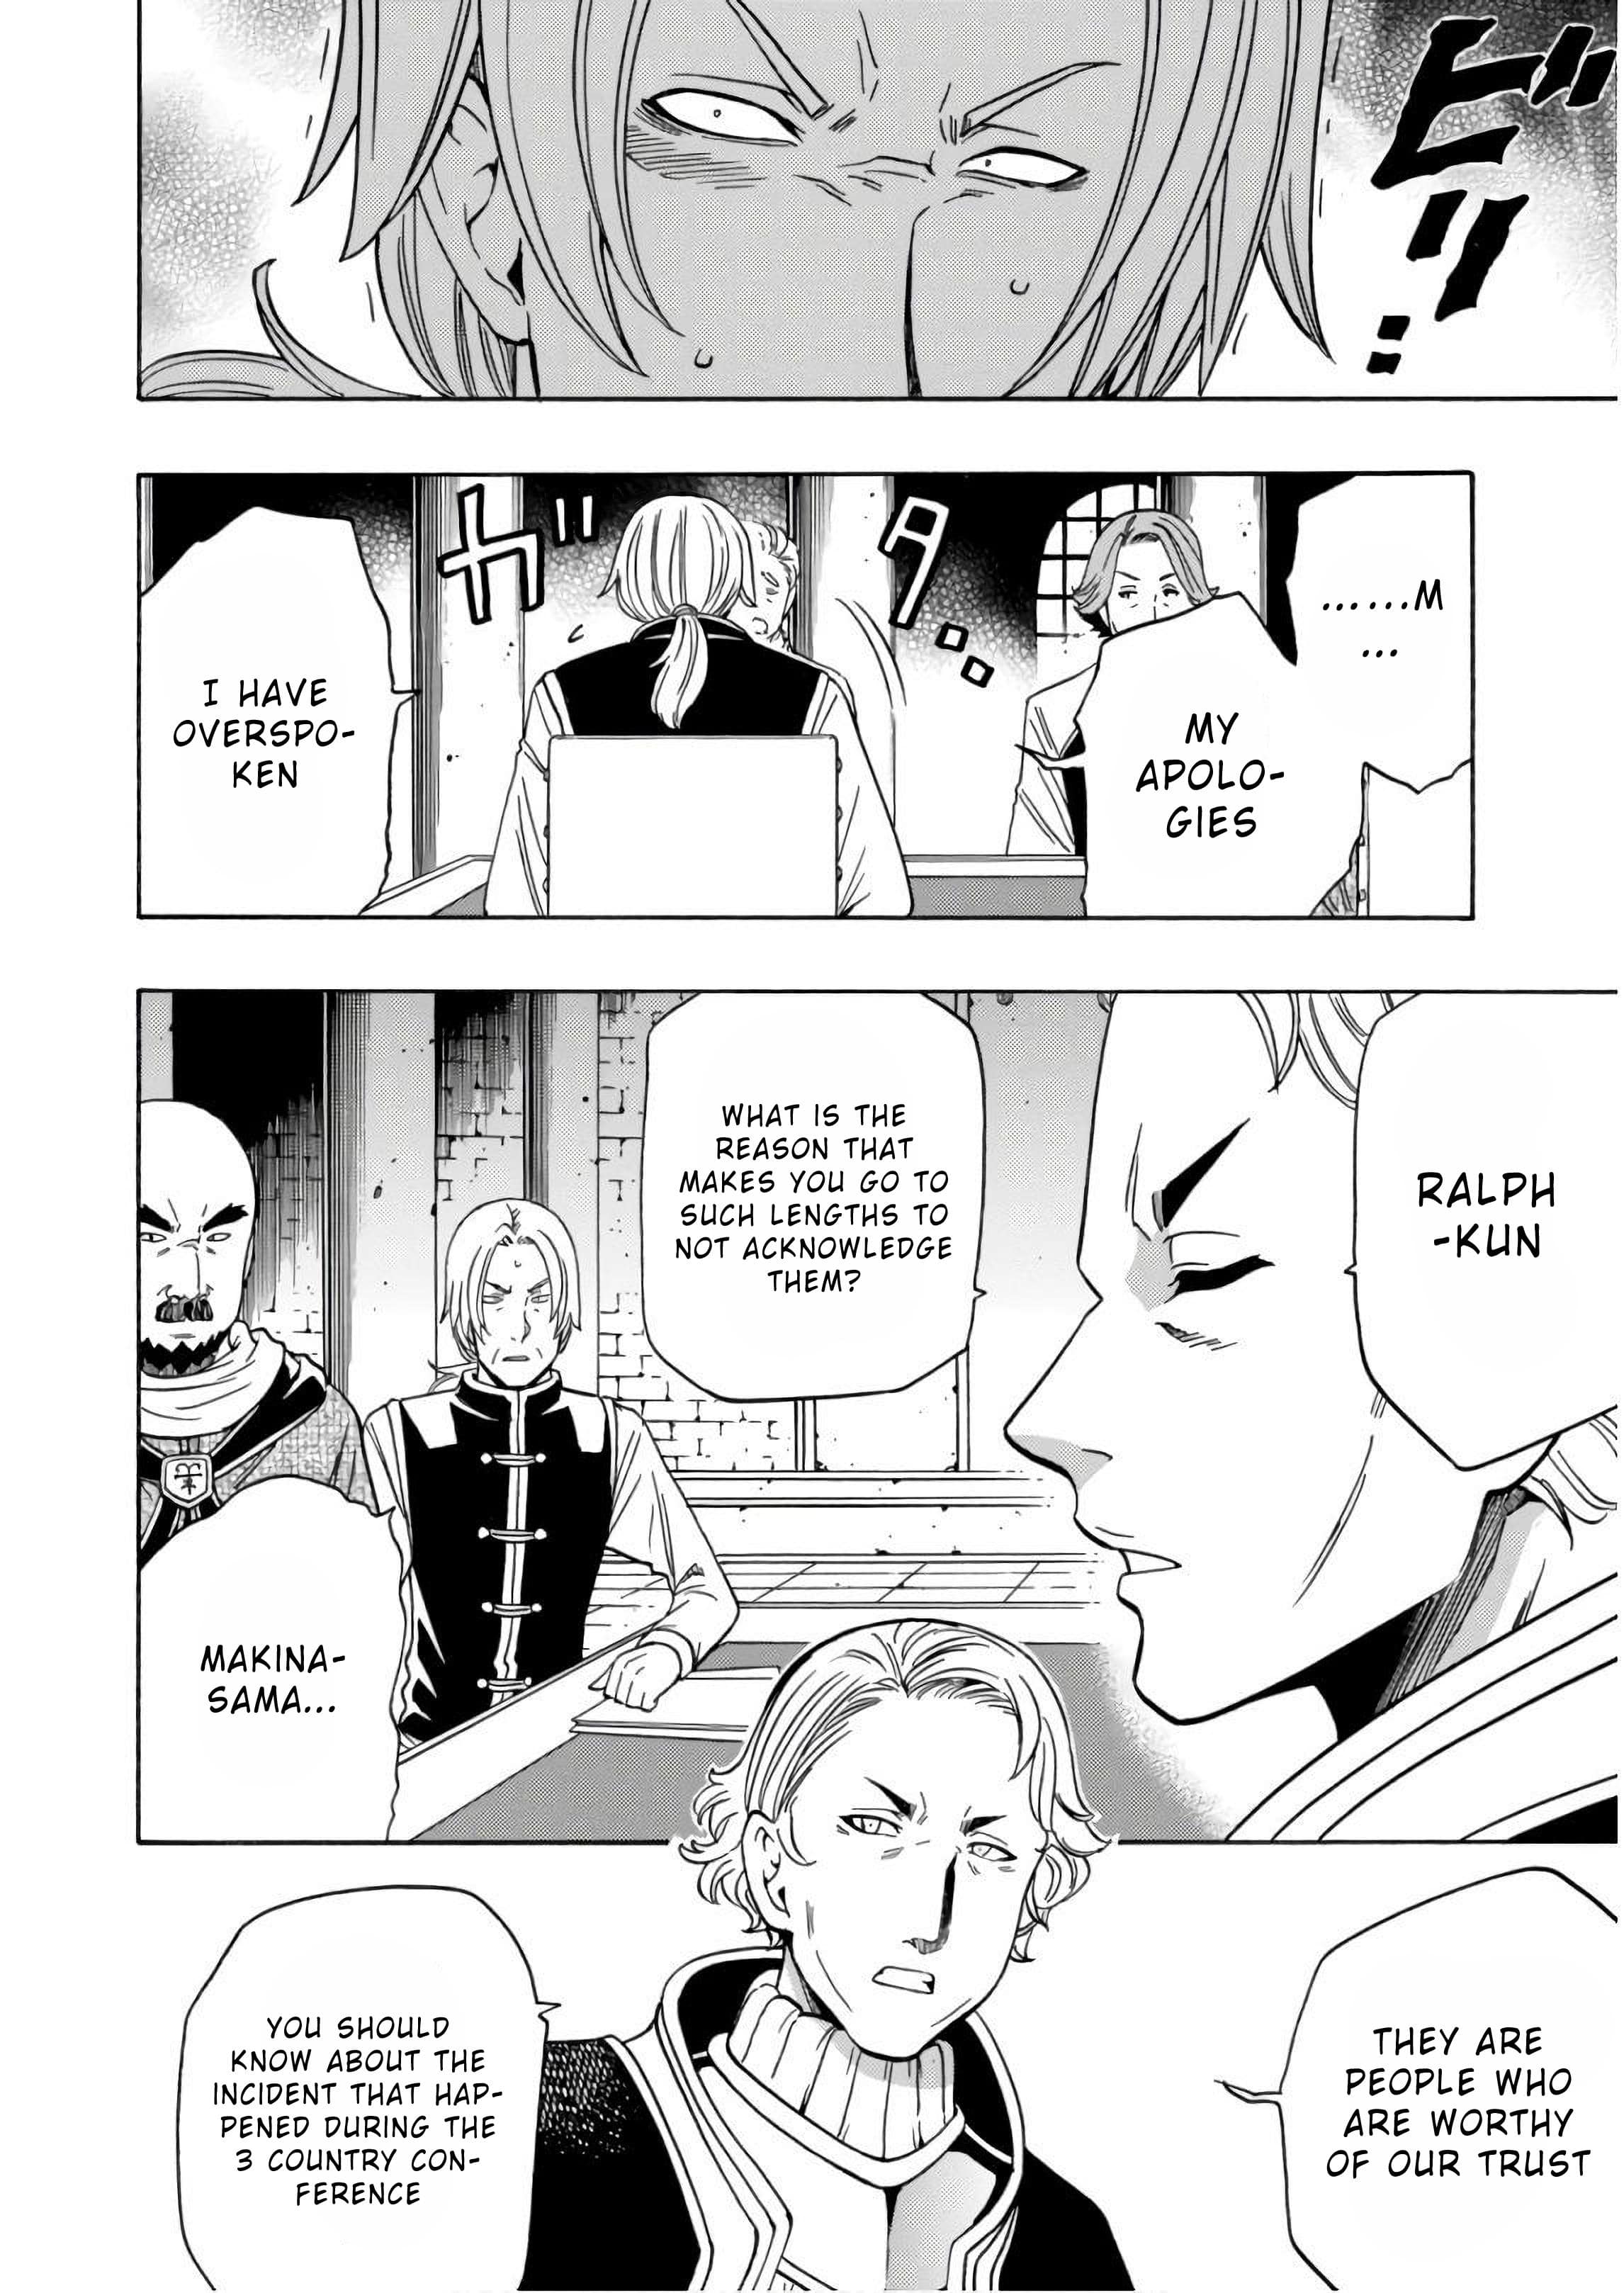 ビリッ
……M
…
MY
APOLO-
GIES
ガタ
I HAVE
OVERSPO-
KEN
RALPH
-KUN
WHAT IS THE
REASON THAT
MAKES YOU GO TO
SUCH LENGTHS TO
NOT ACKNOWLEDGE
THEM?
MAKINA-
SAMA...
THEY ARE
PEOPLE WHO
ARE WORTHY
OF OUR TRUST
YOU SHOULD
KNOW ABOUT THE
INCIDENT THAT HAP-
PENED DURING THE
3 COUNTRY CON-
FERENCE